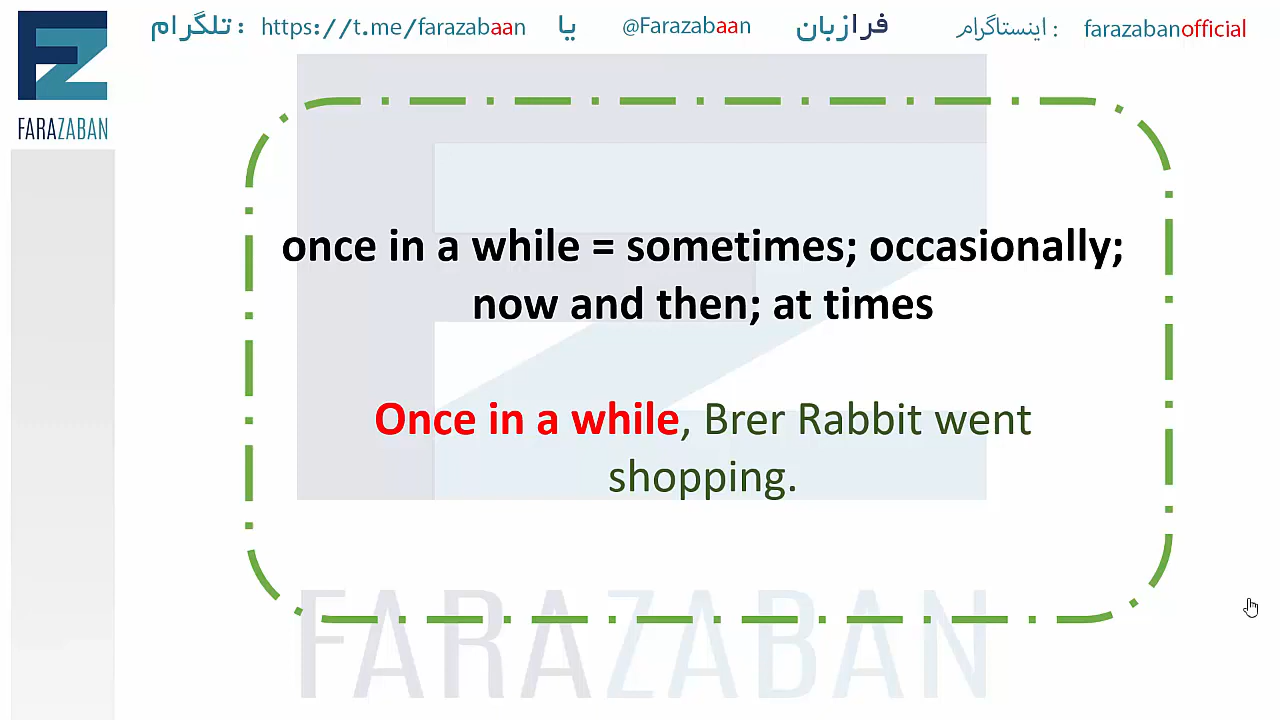 تلگرام : https://t.me/farazabaan یا @Farazabaan فرازبان اینستاگرام : farazabanofficial
FZ
FARAZABAN
once in a while = sometimes; occasionally;
now and then; at times
Once in a while, Brer Rabbit went
shopping.
FARAZABAN